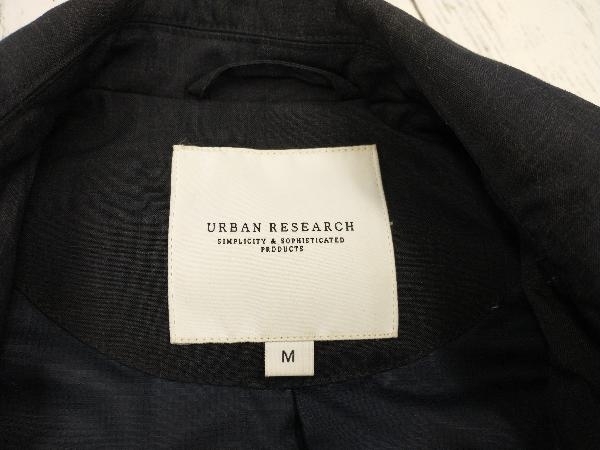 URBAN RESEARCH
SIMPLICITY & SOPHISTICATED
PRODUCTS
M